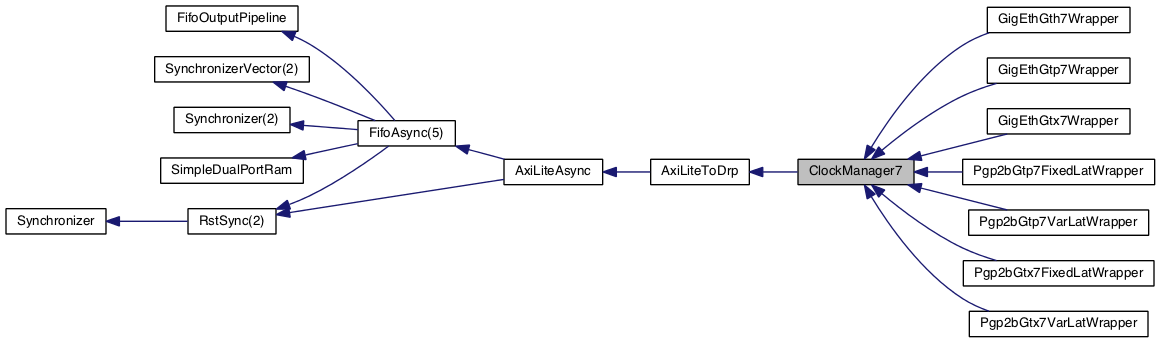 FifoOutputPipeline
SynchronizerVector(2)
Synchronizer(2)
SimpleDualPortRam
RstSync(2)
Synchronizer
FifoAsync(5)
AxiLiteAsync
AxiLiteToDrp
ClockManager7
GigEthGth7Wrapper
GigEthGtp7Wrapper
GigEthGtx7Wrapper
Pgp2bGtp7FixedLatWrapper
Pgp2bGtp7VarLatWrapper
Pgp2bGtx7FixedLatWrapper
Pgp2bGtx7VarLatWrapper